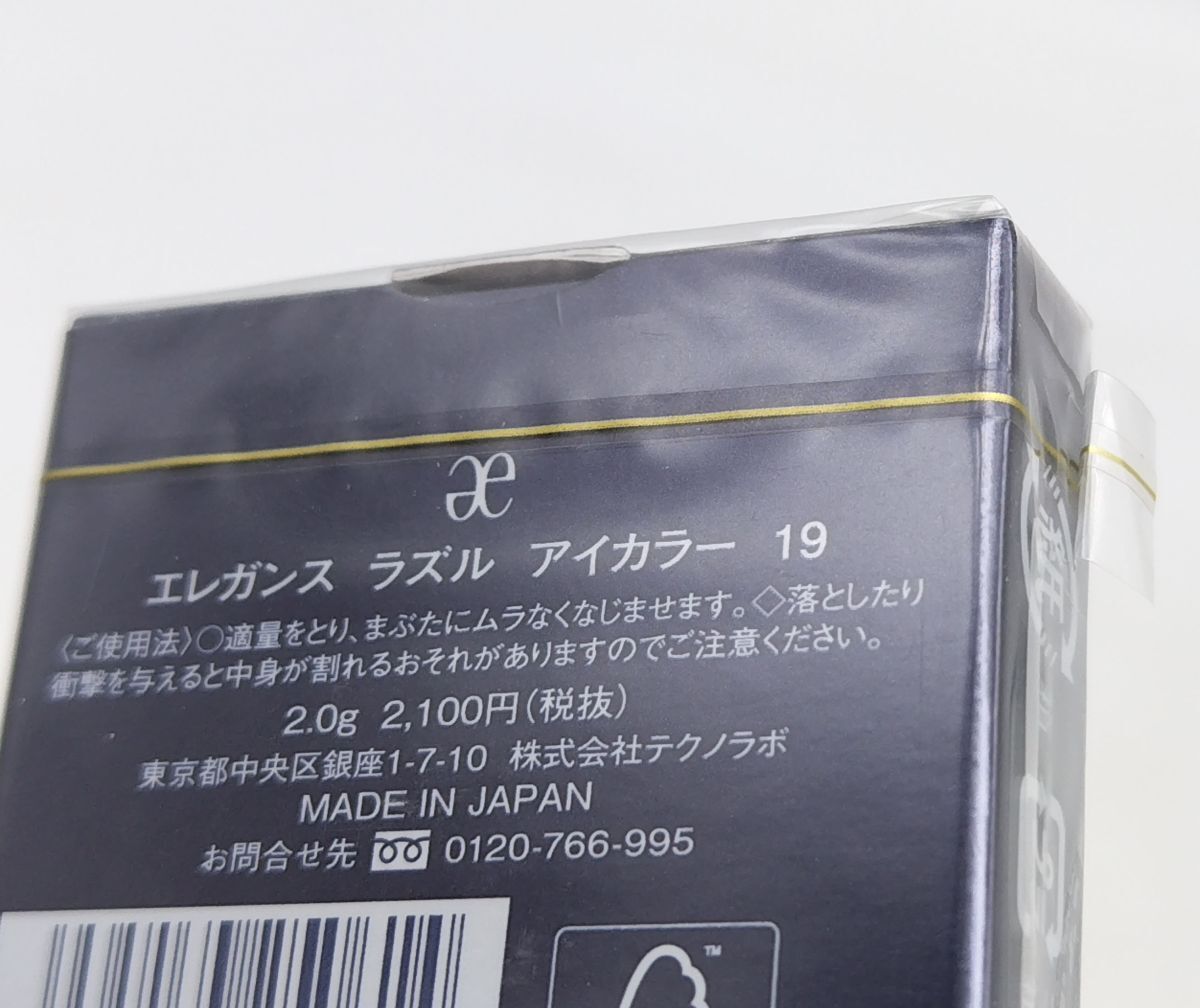 æ
エレガンス ラズル アイカラー 19
〈ご使用法〉○適量をとり、まぶたにムラなくなじませます。◇落としたり
衝撃を与えると中身が割れるおそれがありますのでご注意ください。
2.0g 2,100円(税抜)
東京都中央区銀座1-7-10 株式会社テクノラボ
MADE IN JAPAN
お問合せ先 0120-766-995
TM